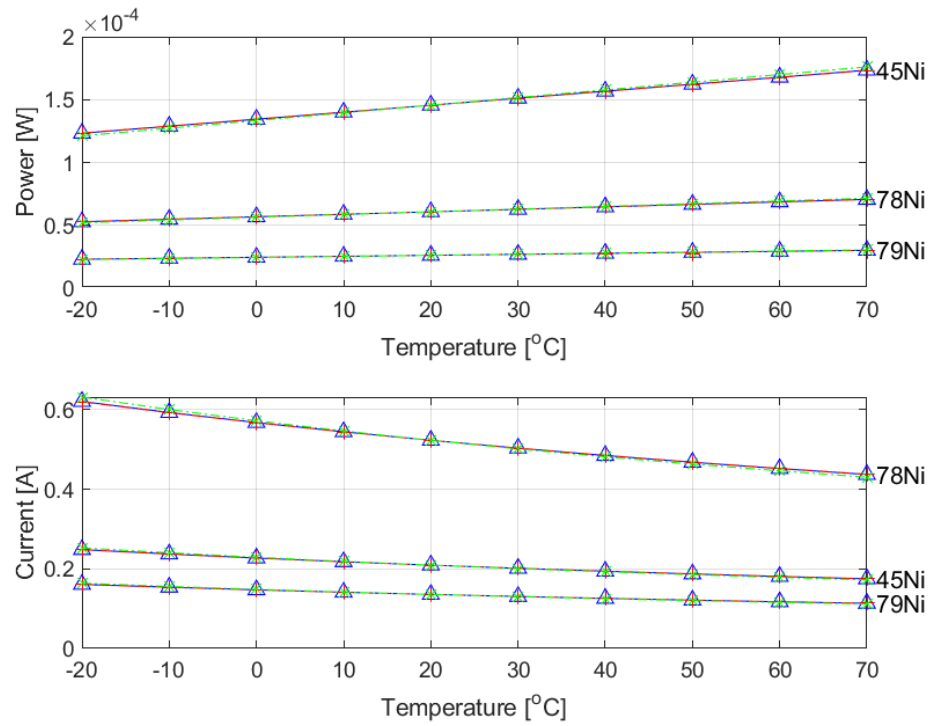 ×10⁻⁴
2
1.5
1
0.5
0
Power [W]
45Ni
78Ni
79Ni
-20 -10 0 10 20 30 40 50 60 70
Temperature [°C]
0.6
0.4
0.2
0
Current [A]
78Ni
45Ni
79Ni
-20 -10 0 10 20 30 40 50 60 70
Temperature [°C]